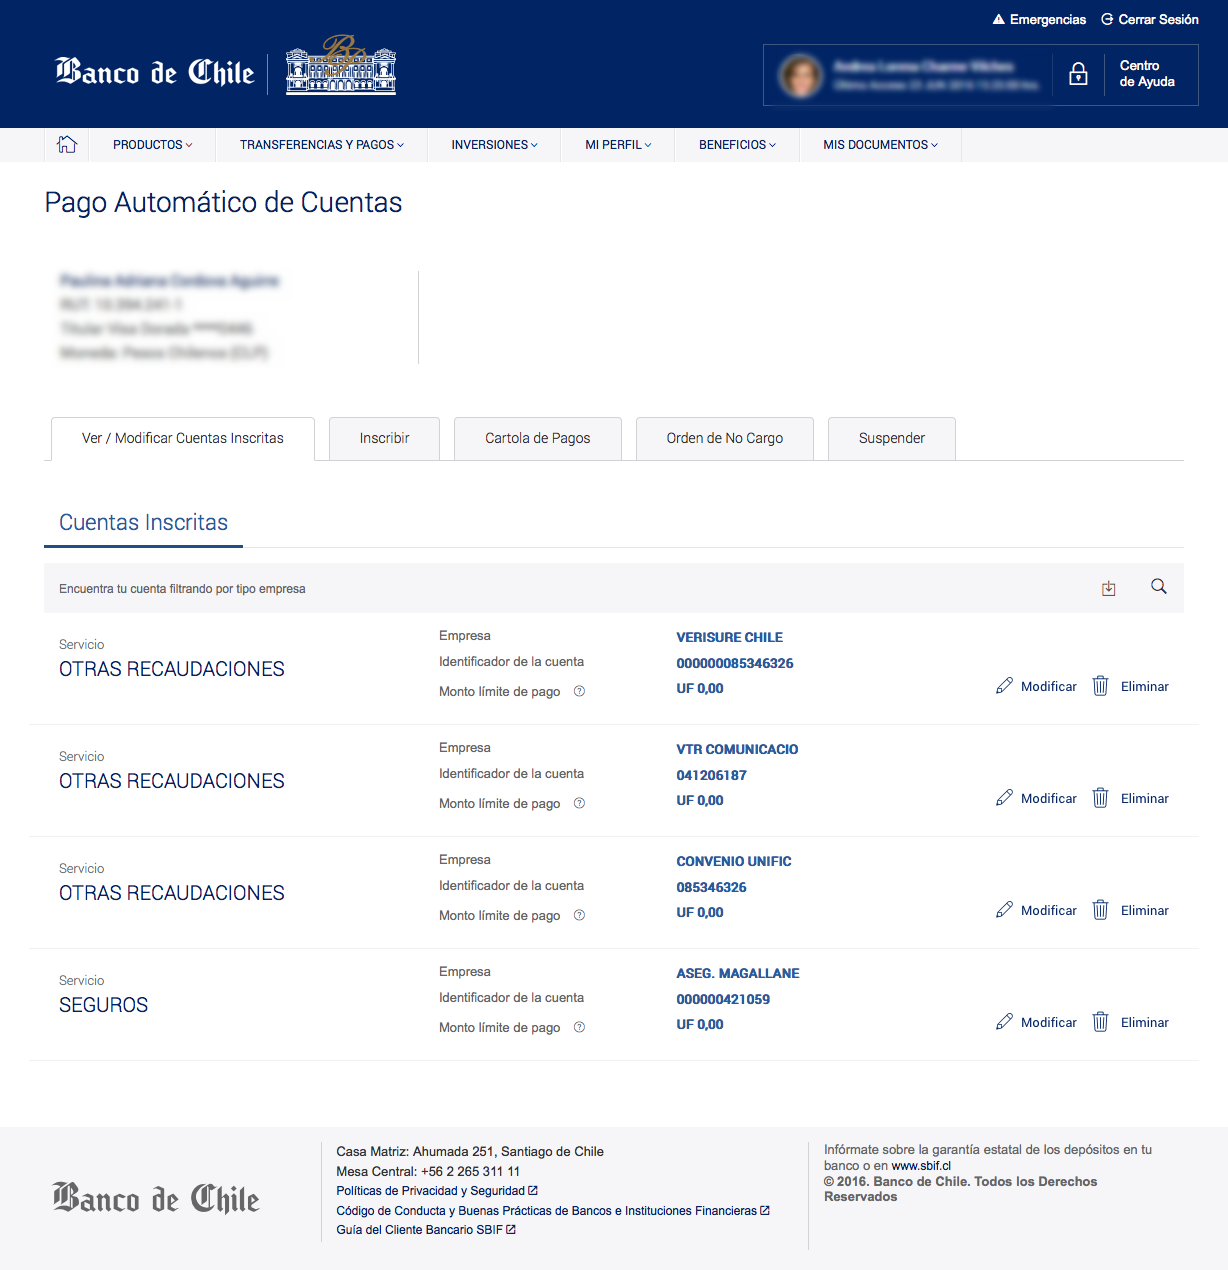 Emergencias
Cerrar Sesión
Banco de Chile
Centro
de Ayuda
PRODUCTOS
TRANSFERENCIAS Y PAGOS
INVERSIONES
MI PERFIL
BENEFICIOS
MIS DOCUMENTOS
Pago Automático de Cuentas
Ver / Modificar Cuentas Inscritas
Inscribir
Cartola de Pagos
Orden de No Cargo
Suspender
Cuentas Inscritas
Encuentra tu cuenta filtrando por tipo empresa
Servicio
OTRAS RECAUDACIONES
Empresa VERISURE CHILE
Identificador de la cuenta 000000085346326
Monto límite de pago ? UF 0,00
Modificar Eliminar
Servicio
OTRAS RECAUDACIONES
Empresa VTR COMUNICACIO
Identificador de la cuenta 041206187
Monto límite de pago ? UF 0,00
Modificar Eliminar
Servicio
OTRAS RECAUDACIONES
Empresa CONVENIO UNIFIC
Identificador de la cuenta 085346326
Monto límite de pago ? UF 0,00
Modificar Eliminar
Servicio
SEGUROS
Empresa ASEG. MAGALLANE
Identificador de la cuenta 000000421059
Monto límite de pago ? UF 0,00
Modificar Eliminar
Banco de Chile
Casa Matriz: Ahumada 251, Santiago de Chile
Mesa Central: +56 2 265 311 11
Políticas de Privacidad y Seguridad
Código de Conducta y Buenas Prácticas de Bancos e Instituciones Financieras
Guía del Cliente Bancario SBIF
Infórmate sobre la garantía estatal de los depósitos en tu
banco o en www.sbif.cl
© 2016. Banco de Chile. Todos los Derechos
Reservados